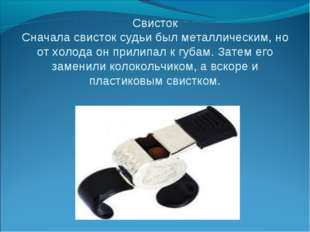 Свисток
Сначала свисток судьи был металлическим, но
от холода он прилипал к губам. Затем его
заменили колокольчиком, а вскоре и
пластиковым свистком.